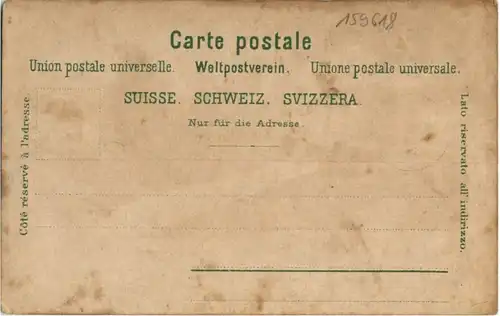 159618
Carte postale
Union postale universelle. Weltpostverein. Unione postale universale.
SUISSE. SCHWEIZ. SVIZZERA.
Nur für die Adresse.
Côté réservé à l'adresse.
Lato riservato all'indirizzo.